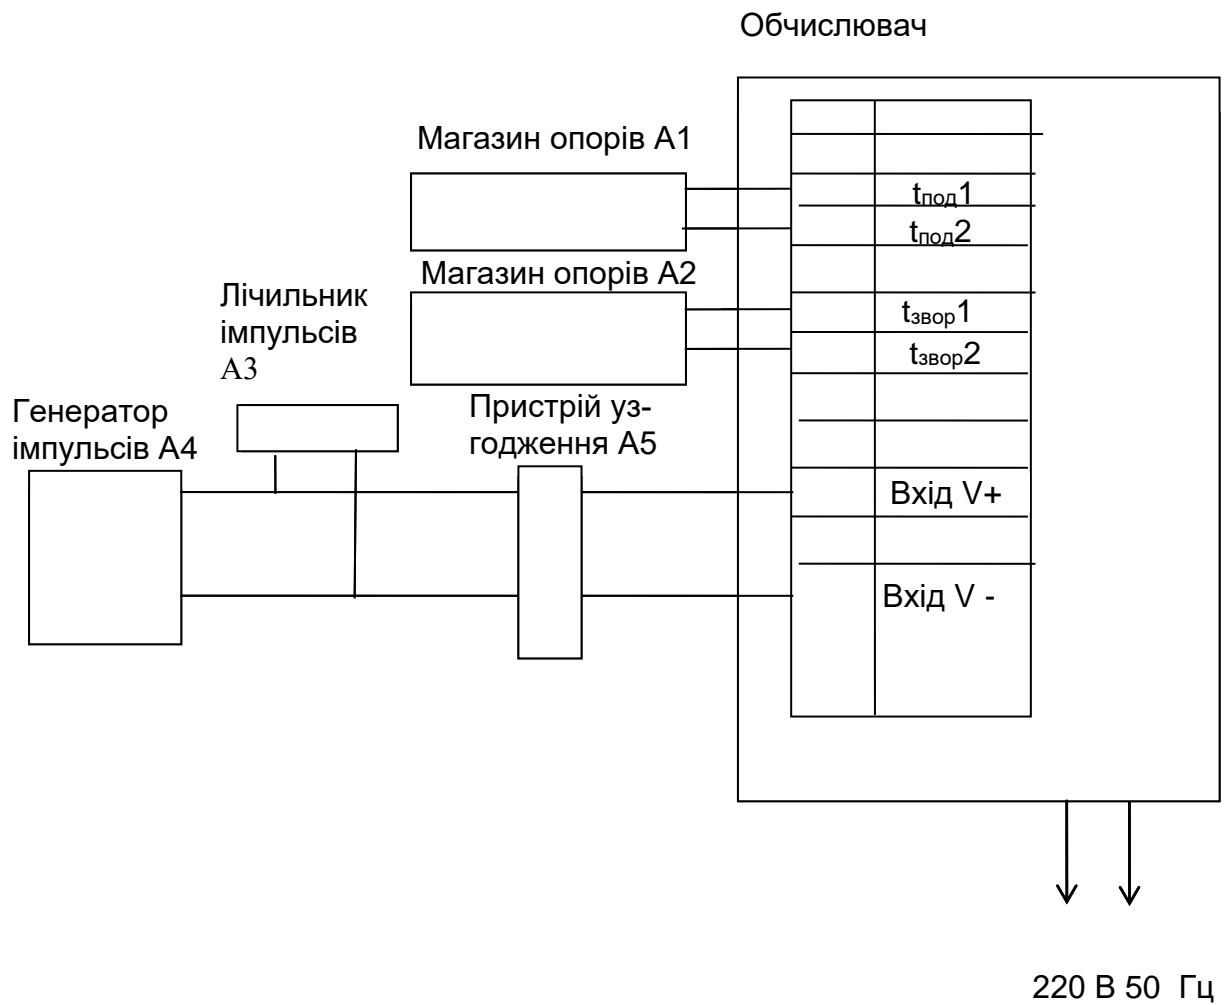 Обчислювач
Магазин опорів А1
tпод1
tпод2
Магазин опорів А2
Лічильник
імпульсів
А3
tзвор1
tзвор2
Генератор
імпульсів А4
Пристрій уз-
годження А5
Вхід V+
Вхід V -
220 В 50 Гц